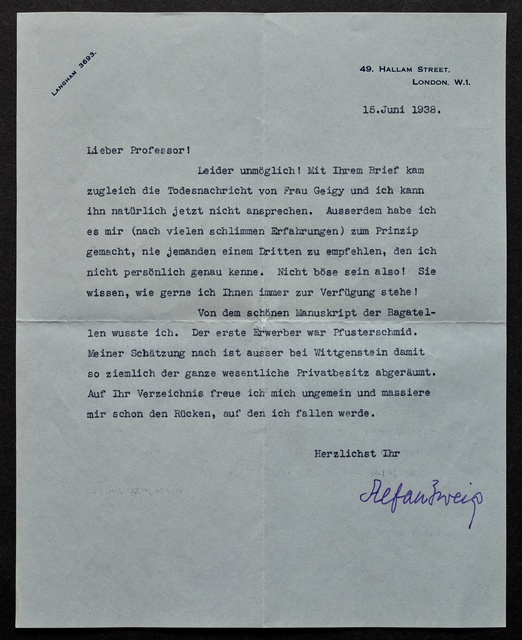 LANGHAM 3693.
49, HALLAM STREET,
LONDON, W.1.
15.Juni 1938.
Lieber Professor!
Leider unmöglich! Mit Ihrem Brief kam
zugleich die Todesnachricht von Frau Geigy und ich kann
ihn natürlich jetzt nicht ansprechen. Ausserdem habe ich
es mir (nach vielen schlimmen Erfahrungen) zum Prinzip
gemacht, nie jemanden einem Dritten zu empfehlen, den ich
nicht persönlich genau kenne. Nicht böse sein also! Sie
wissen, wie gerne ich Ihnen immer zur Verfügung stehe!
Von dem schönen Manuskript der Bagatel-
len wusste ich. Der erste Erwerber war Pfusterschmid.
Meiner Schätzung nach ist ausser bei Wittgenstein damit
so ziemlich der ganze wesentliche Privatbesitz abgeräumt.
Auf Ihr Verzeichnis freue ich mich ungemein und massiere
mir schon den Rücken, auf den ich fallen werde.
Herzlichst Ihr
Stefan Zweig